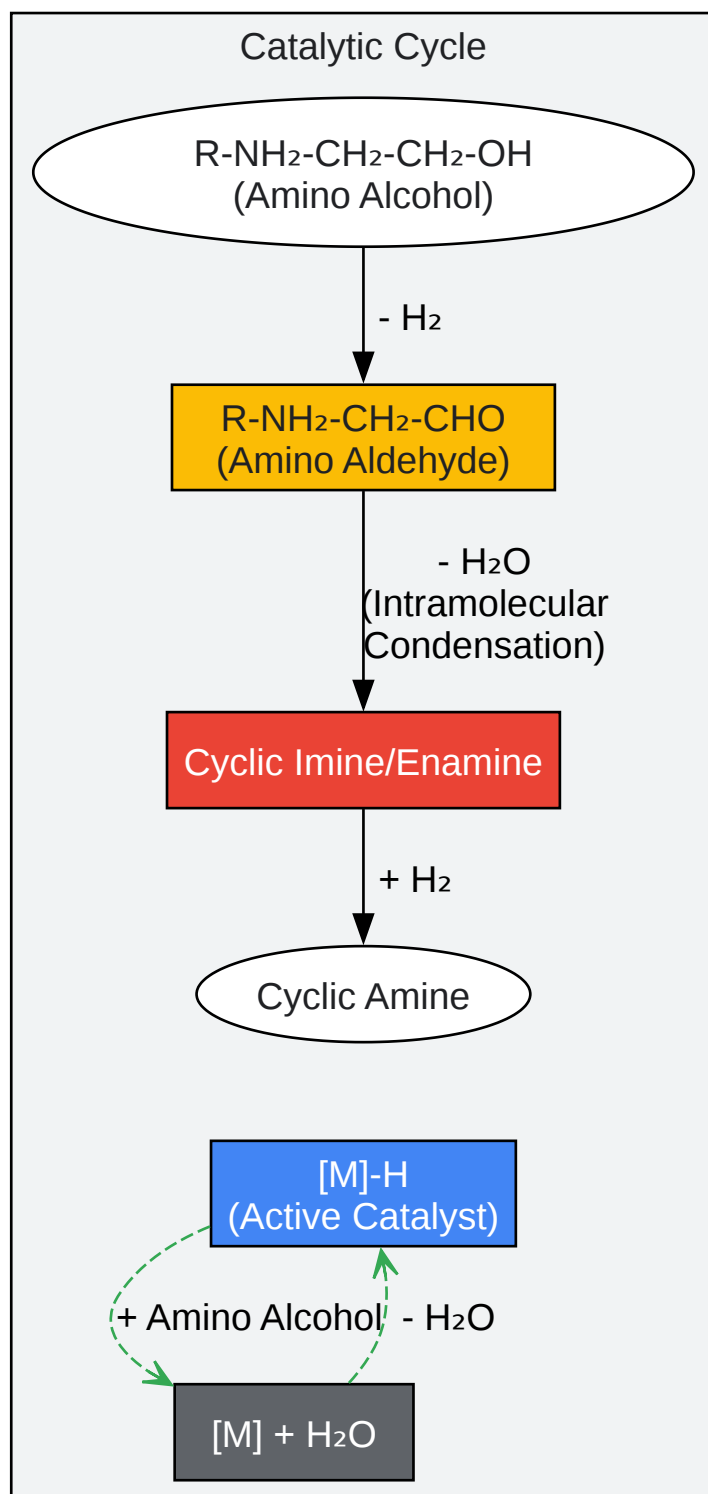 Catalytic Cycle
R-NH₂-CH₂-CH₂-OH
(Amino Alcohol)
- H₂
R-NH₂-CH₂-CHO
(Amino Aldehyde)
- H₂O
(Intramolecular
Condensation)
Cyclic Imine/Enamine
+ H₂
Cyclic Amine
[M]-H
(Active Catalyst)
+ Amino Alcohol
- H₂O
[M] + H₂O